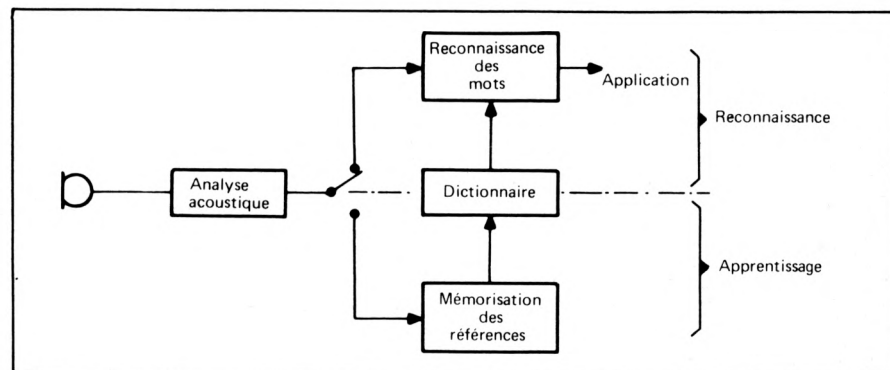 Reconnaissance
des
mots
Application
Reconnaissance
Analyse
acoustique
Dictionnaire
Apprentissage
Mémorisation
des
références